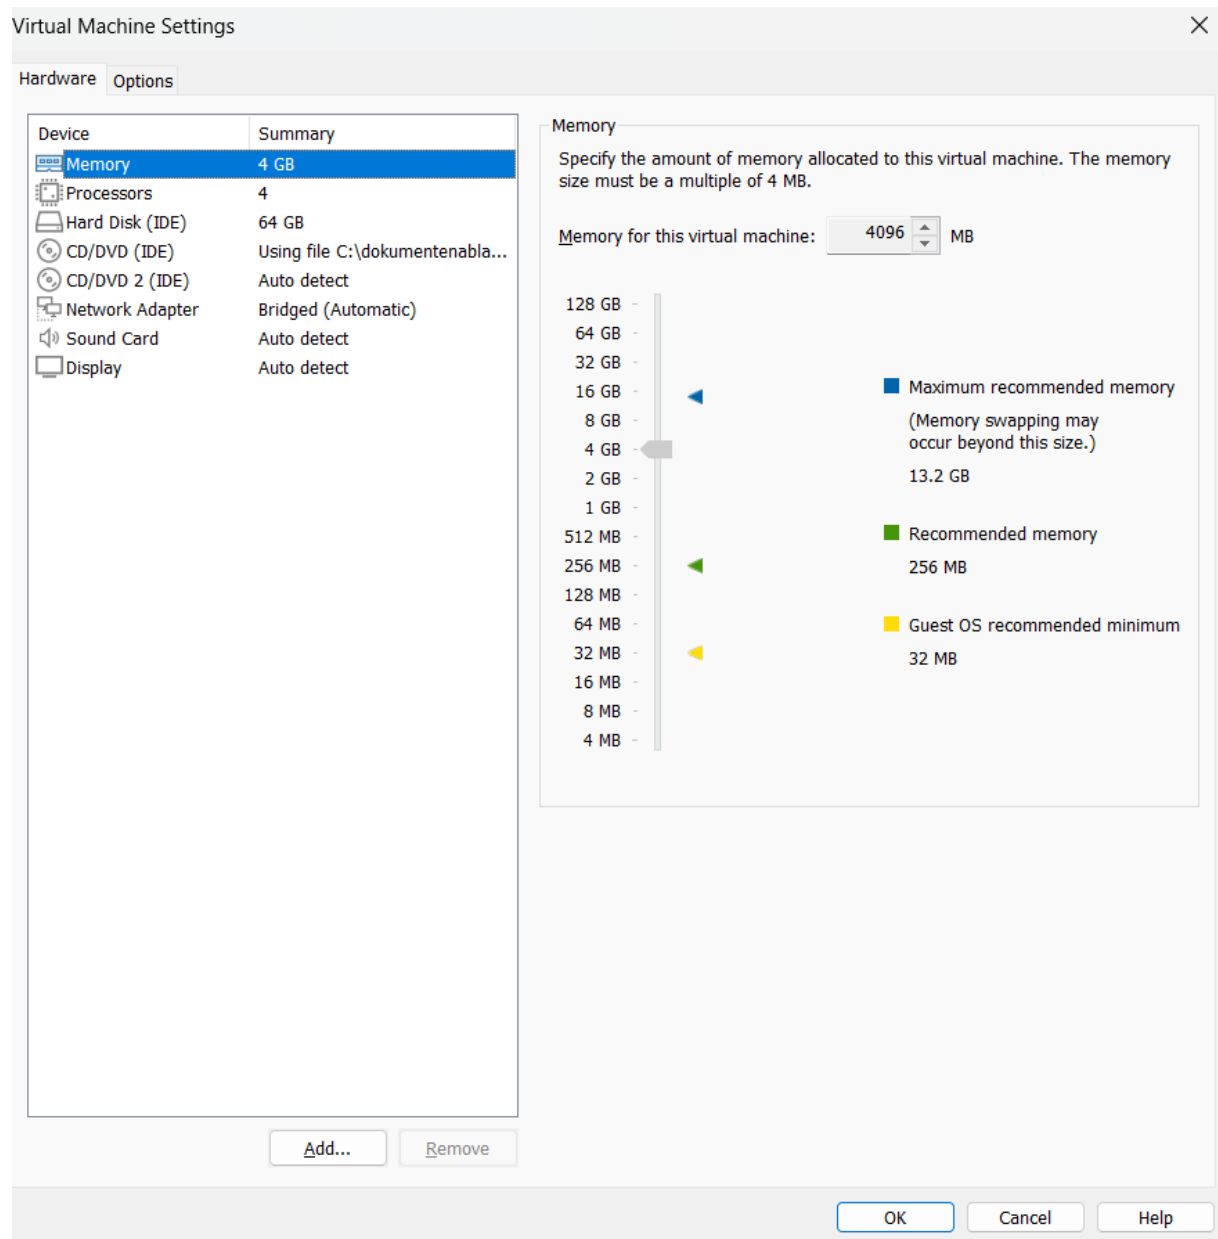 Virtual Machine Settings
Hardware Options
Device Summary
Memory 4 GB
Processors 4
Hard Disk (IDE) 64 GB
CD/DVD (IDE) Using file C:\dokumentenabla...
CD/DVD 2 (IDE) Auto detect
Network Adapter Bridged (Automatic)
Sound Card Auto detect
Display Auto detect
Add... Remove
Memory
Specify the amount of memory allocated to this virtual machine. The memory
size must be a multiple of 4 MB.
Memory for this virtual machine: 4096 MB
128 GB
64 GB
32 GB
16 GB
8 GB
4 GB
2 GB
1 GB
512 MB
256 MB
128 MB
64 MB
32 MB
16 MB
8 MB
4 MB
Maximum recommended memory
(Memory swapping may
occur beyond this size.)
13.2 GB
Recommended memory
256 MB
Guest OS recommended minimum
32 MB
OK Cancel Help